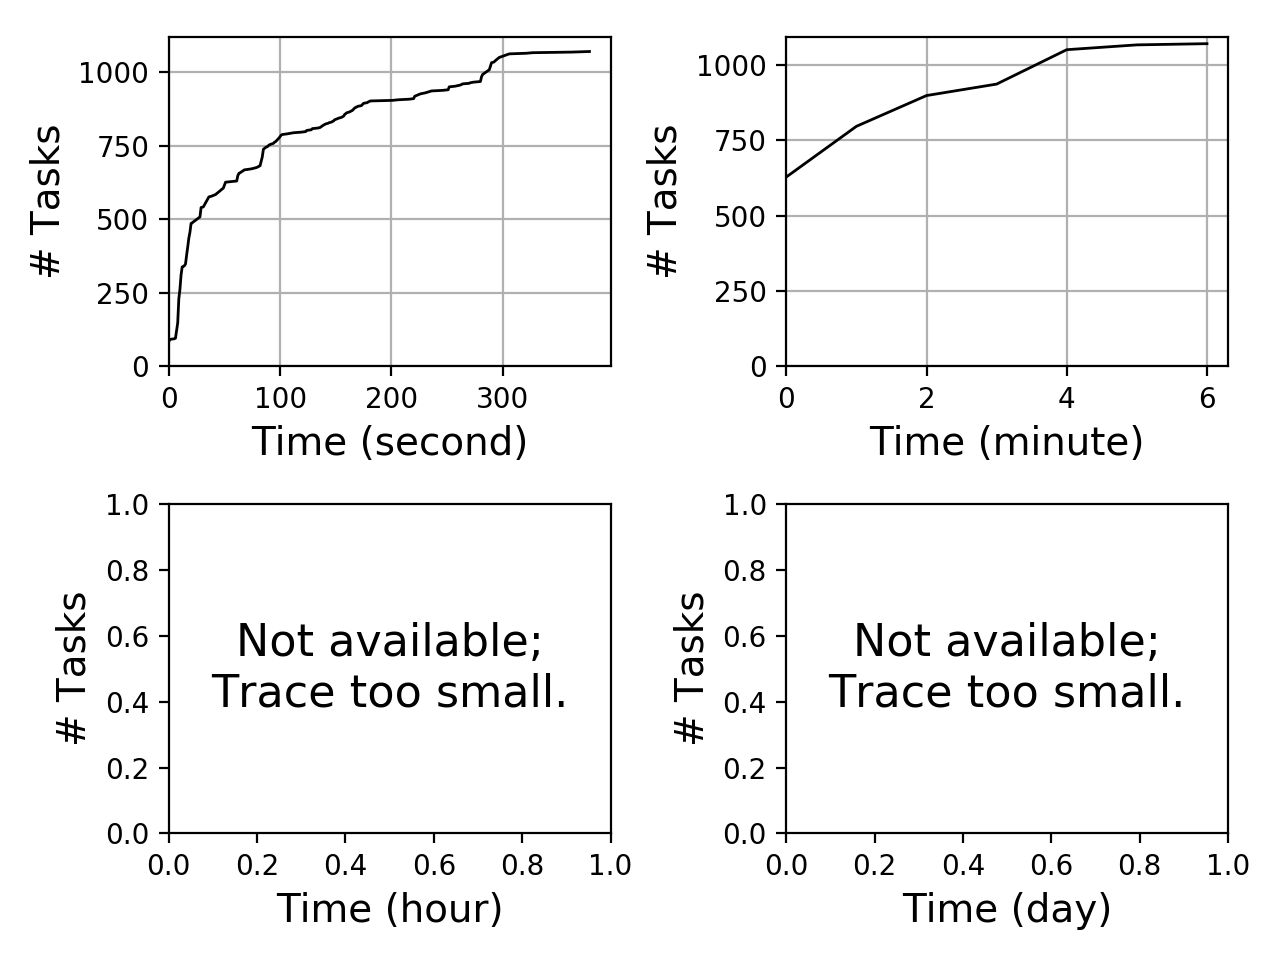 # Tasks
1000
750
500
250
0
0 100 200 300
Time (second)
# Tasks
1000
750
500
250
0
0 2 4 6
Time (minute)
# Tasks
1.0
0.8
0.6
0.4
0.2
0.0
Not available;
Trace too small.
0.0 0.2 0.4 0.6 0.8 1.0
Time (hour)
# Tasks
1.0
0.8
0.6
0.4
0.2
0.0
Not available;
Trace too small.
0.0 0.2 0.4 0.6 0.8 1.0
Time (day)